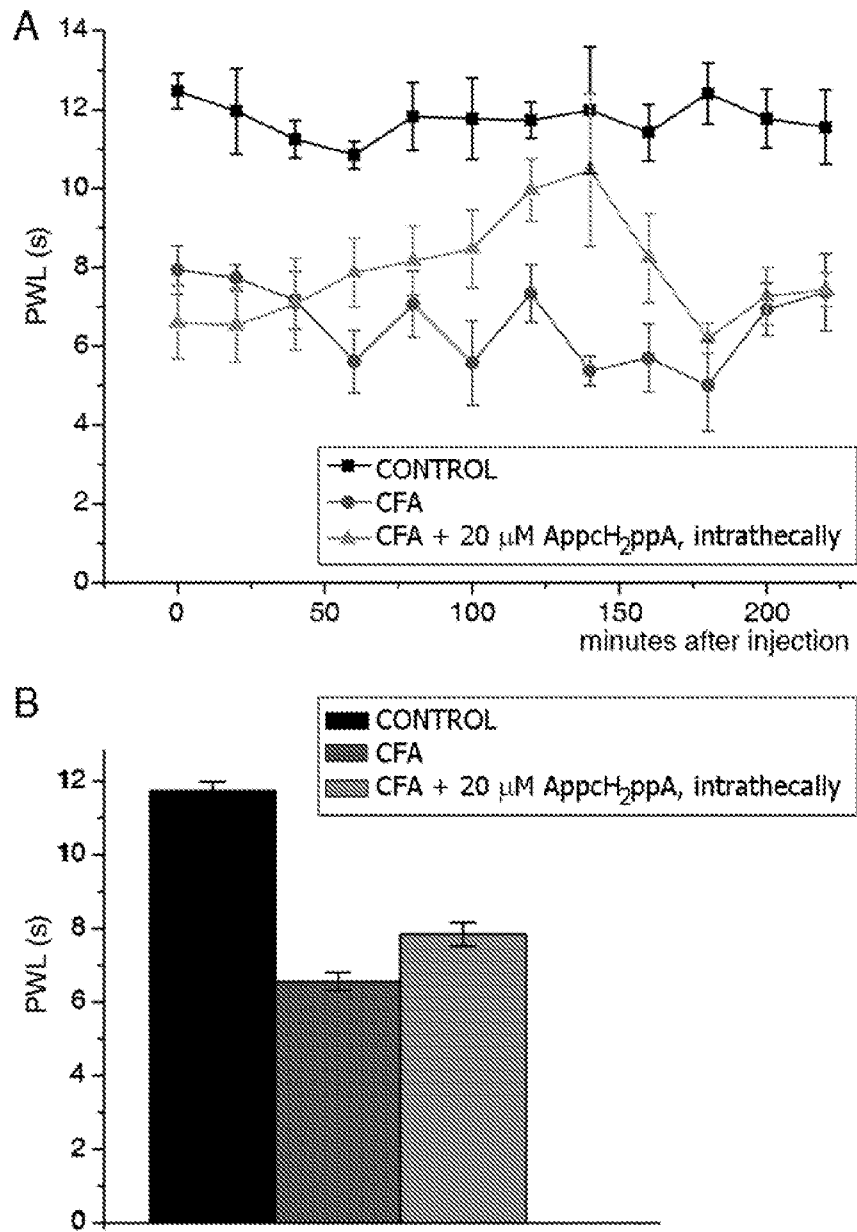 A
14
12
10
8
6
4
2
0
PWL (s)
CONTROL
CFA
CFA + 20 μM AppcH₂ppA, intrathecally
0 50 100 150 200
minutes after injection
B
CONTROL
CFA
CFA + 20 μM AppcH₂ppA, intrathecally
12
10
8
6
4
2
0
PWL (s)